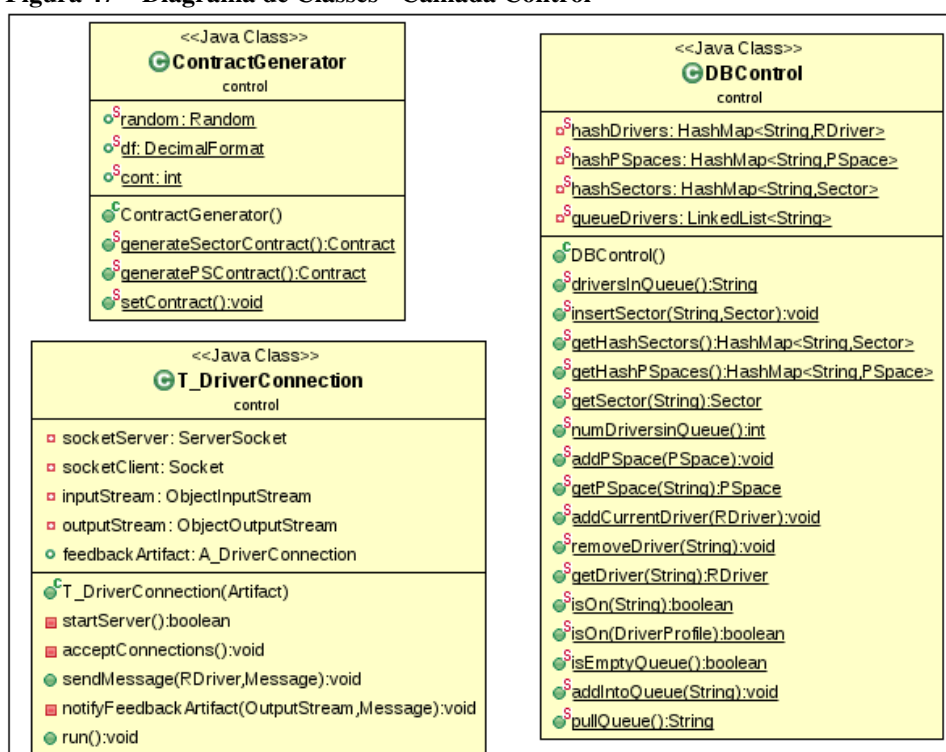 Figura 47 – Diagrama de Classes - Camada Control
<<Java Class>>
ContractGenerator
control
random: Random
df: DecimalFormat
cont: int
ContractGenerator()
generateSectorContract():Contract
generatePSContract():Contract
setContract():void
<<Java Class>>
T_DriverConnection
control
socketServer: ServerSocket
socketClient: Socket
inputStream: ObjectInputStream
outputStream: ObjectOutputStream
feedbackArtifact: A_DriverConnection
T_DriverConnection(Artifact)
startServer():boolean
acceptConnections():void
sendMessage(RDriver,Message):void
notifyFeedbackArtifact(OutputStream,Message):void
run():void
<<Java Class>>
DBControl
control
hashDrivers: HashMap<String,RDriver>
hashPSpaces: HashMap<String,PSpace>
hashSectors: HashMap<String,Sector>
queueDrivers: LinkedList<String>
DBControl()
driversInQueue():String
insertSector(String,Sector):void
getHashSectors():HashMap<String,Sector>
getHashPSpaces():HashMap<String,PSpace>
getSector(String):Sector
numDriversinQueue():int
addPSpace(PSpace):void
getPSpace(String):PSpace
addCurrentDriver(RDriver):void
removeDriver(String):void
getDriver(String):RDriver
isOn(String):boolean
isOn(DriverProfile):boolean
isEmptyQueue():boolean
addIntoQueue(String):void
pullQueue():String